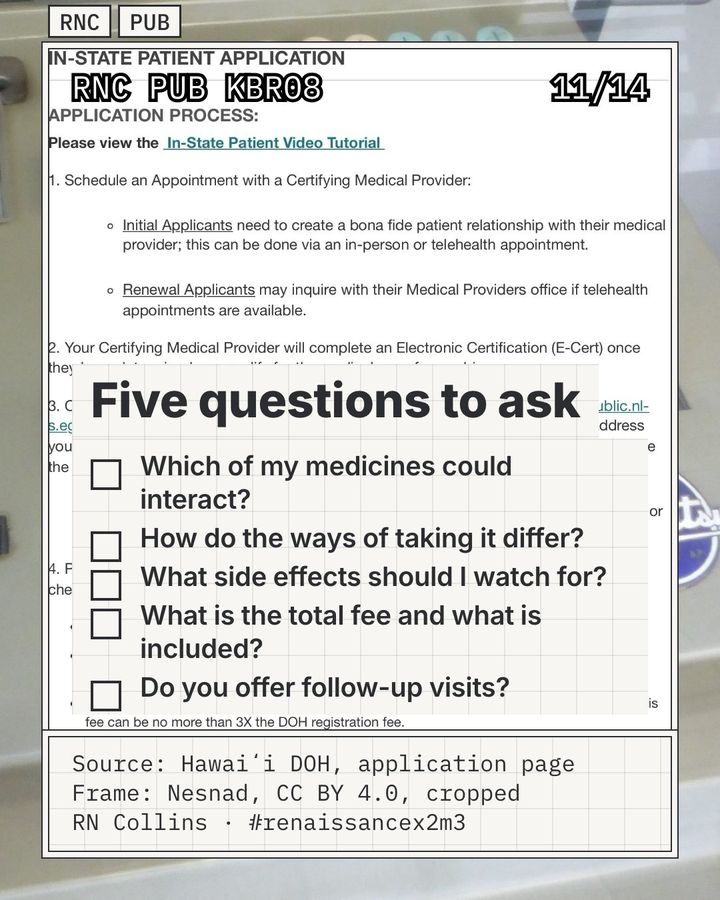 RNC PUB
IN-STATE PATIENT APPLICATION
RNC PUB KBR08 11/14
APPLICATION PROCESS:
Please view the In-State Patient Video Tutorial
1. Schedule an Appointment with a Certifying Medical Provider:
Initial Applicants need to create a bona fide patient relationship with their medical
provider; this can be done via an in-person or telehealth appointment.
Renewal Applicants may inquire with their Medical Providers office if telehealth
appointments are available.
2. Your Certifying Medical Provider will complete an Electronic Certification (E-Cert) once
they
Five questions to ask
3.
Which of my medicines could
interact?
the
or
How do the ways of taking it differ?
4.
What side effects should I watch for?
What is the total fee and what is
included?
Do you offer follow-up visits?
is
fee can be no more than 3X the DOH registration fee.
Source: Hawaiʻi DOH, application page
Frame: Nesnad, CC BY 4.0, cropped
RN Collins · #renaissancex2m3